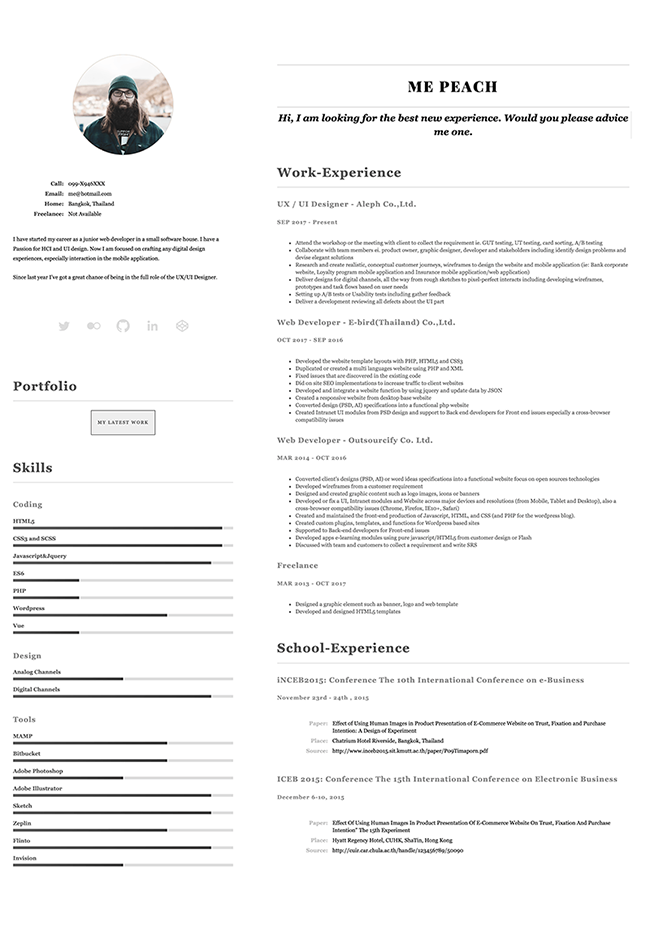 Call: 099-X946XXX
Email: me@hotmail.com
Home: Bangkok, Thailand
Freelance: Not Available
I have started my career as a junior web developer in a small software house. I have a
Passion for HCI and UI design. Now I am focused on crafting any digital design
experiences, especially interaction in the mobile application.
Since last year I've got a great chance of being in the full role of the UX/UI Designer.
Portfolio
MY LATEST WORK
Skills
Coding
HTML5
CSS3 and SCSS
Javascript&Jquery
ES6
PHP
Wordpress
Vue
Design
Analog Channels
Digital Channels
Tools
MAMP
Bitbucket
Adobe Photoshop
Adobe Illustrator
Sketch
Zeplin
Flinto
Invision
ME PEACH
Hi, I am looking for the best new experience. Would you please advice
me one.
Work-Experience
UX / UI Designer - Aleph Co.,Ltd.
SEP 2017 - Present
Attend the workshop or the meeting with client to collect the requirement ie. GUT testing, UT testing, card sorting, A/B testing
Collaborate with team members ei. product owner, graphic designer, developer and stakeholders including identify design problems and
devise elegant solutions
Research and create realistic, conceptual customer journeys, wireframes to design the website and mobile application (ie: Bank corporate
website, Loyalty program mobile application and Insurance mobile application/web application)
Deliver designs for digital channels, all the way from rough sketches to pixel-perfect interacts including developing wireframes,
prototypes and task flows based on user needs
Setting up A/B tests or Usability tests including gather feedback
Deliver a development reviewing all defects about the UI part
Web Developer - E-bird(Thailand) Co.,Ltd.
OCT 2017 - SEP 2016
Developed the website template layouts with PHP, HTML5 and CSS3
Duplicated or created a multi languages website using PHP and XML
Fixed issues that are discovered in the existing code
Did on site SEO implementations to increase traffic to client websites
Developed and integrate a website function by using jquery and update data by JSON
Created a responsive website from desktop base website
Converted design (PSD, AI) specifications into a functional php website
Created Intranet UI modules from PSD design and support to Back end developers for Front end issues especially a cross-browser
compatibility issues
Web Developer - Outsourcify Co. Ltd.
MAR 2014 - OCT 2016
Converted client's designs (PSD, AI) or word ideas specifications into a functional website focus on open sources technologies
Developed wireframes from a customer requirement
Designed and created graphic content such as logo images, icons or banners
Developed or fix a UI, Intranet modules and Website across major devices and resolutions (from Mobile, Tablet and Desktop), also a
cross-browser compatibility issues (Chrome, Firefox, IE10+, Safari)
Created and maintained the front-end production of Javascript, HTML, and CSS (and PHP for the wordpress blog).
Created custom plugins, templates, and functions for Wordpress based sites
Supported to Back-end developers for Front-end issues
Developed apps e-learning modules using pure javascript/HTML5 from customer design or Flash
Discussed with team and customers to collect a requirement and write SRS
Freelance
MAR 2013 - OCT 2017
Designed a graphic element such as banner, logo and web template
Developed and designed HTML5 templates
School-Experience
iNCEB2015: Conference The 10th International Conference on e-Business
November 23rd - 24th , 2015
Paper: Effect of Using Human Images in Product Presentation of E-Commerce Website on Trust, Fixation and Purchase
Intention: A Design of Experiment
Place: Chatrium Hotel Riverside, Bangkok, Thailand
Source: http://www.inceb2015.sit.kmutt.ac.th/paper/P09Timaporn.pdf
ICEB 2015: Conference The 15th International Conference on Electronic Business
December 6-10, 2015
Paper: Effect Of Using Human Images In Product Presentation Of E-Commerce Website On Trust, Fixation And Purchase
Intention" The 15th Experiment
Place: Hyatt Regency Hotel, CUHK, ShaTin, Hong Kong
Source: http://cuir.car.chula.ac.th/handle/123456789/50090